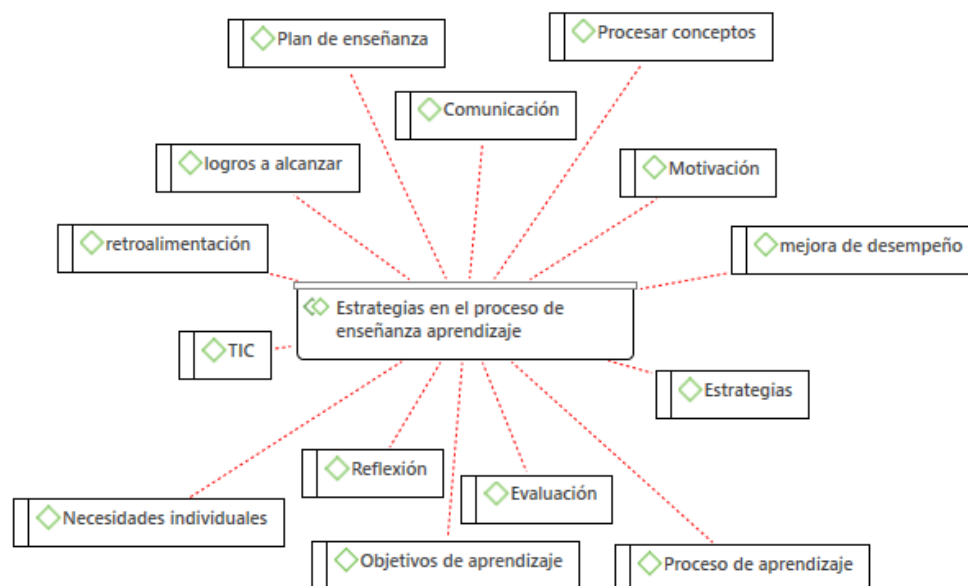 Plan de enseñanza
Procesar conceptos
Comunicación
logros a alcanzar
Motivación
retroalimentación
mejora de desempeño
Estrategias en el proceso de
enseñanza aprendizaje
TIC
Estrategias
Reflexión
Evaluación
Necesidades individuales
Objetivos de aprendizaje
Proceso de aprendizaje